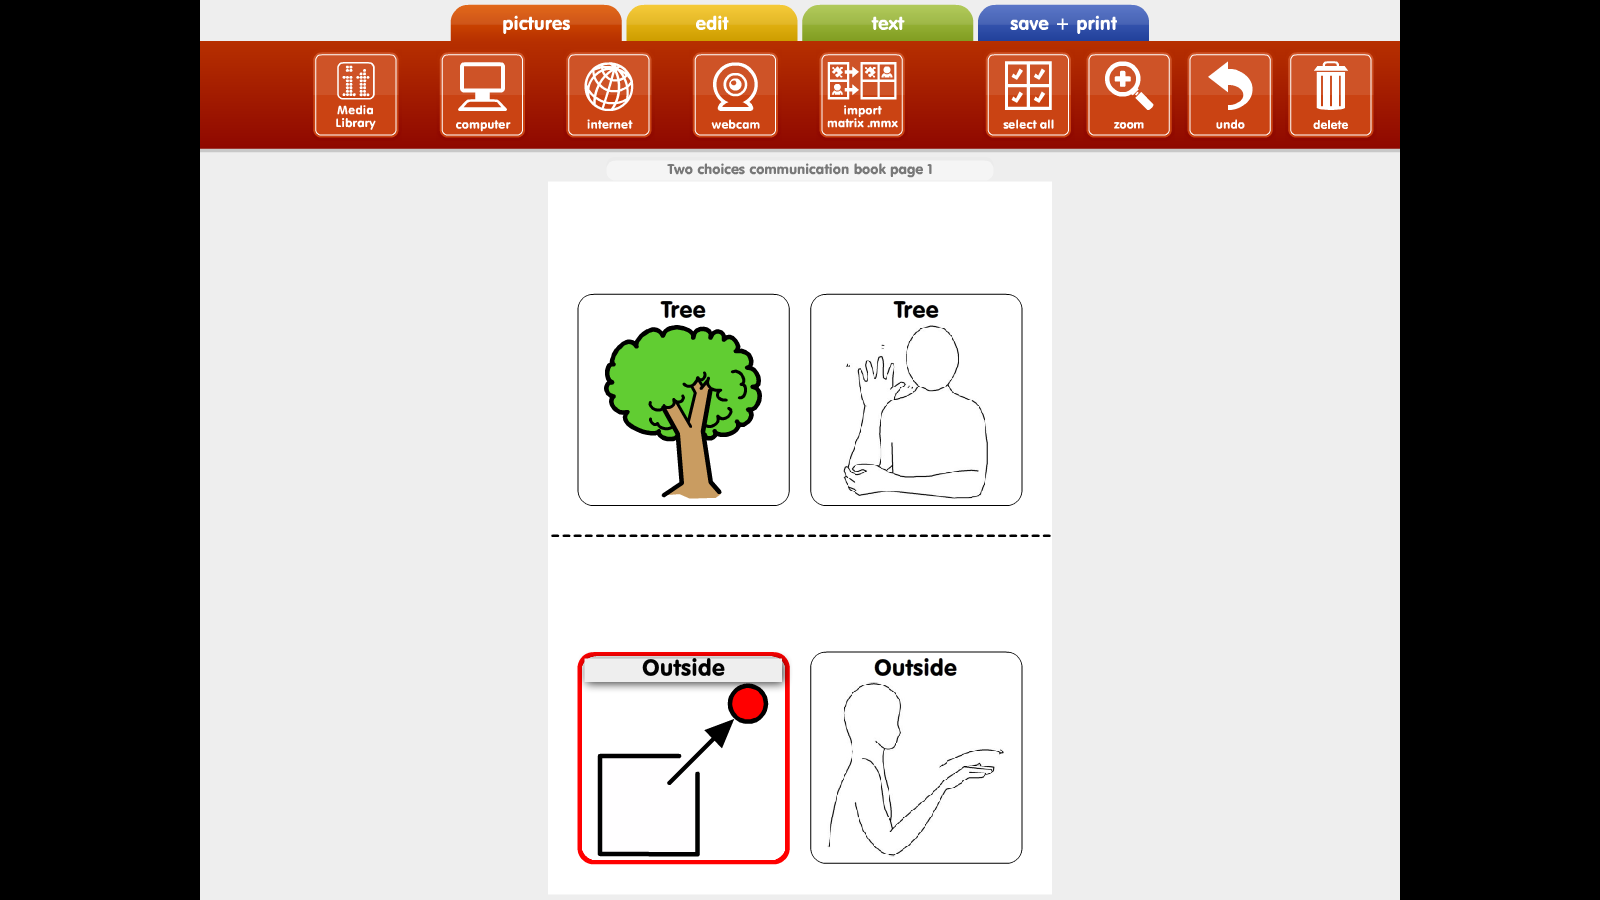 pictures
edit
text
save + print
Media
Library
computer
internet
webcam
import
matrix .mmx
select all
zoom
undo
delete
Two choices communication book page 1
Tree
Tree
Outside
Outside